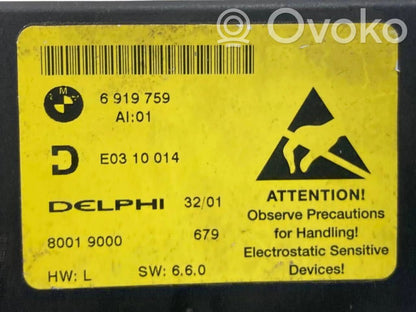 Ovoko
M
6 919 759
AI:01
D E03 10 014
DELPHI 32/01
8001 9000 679
HW: L SW: 6.6.0
ATTENTION!
Observe Precautions
for Handling!
Electrostatic Sensitive
Devices!